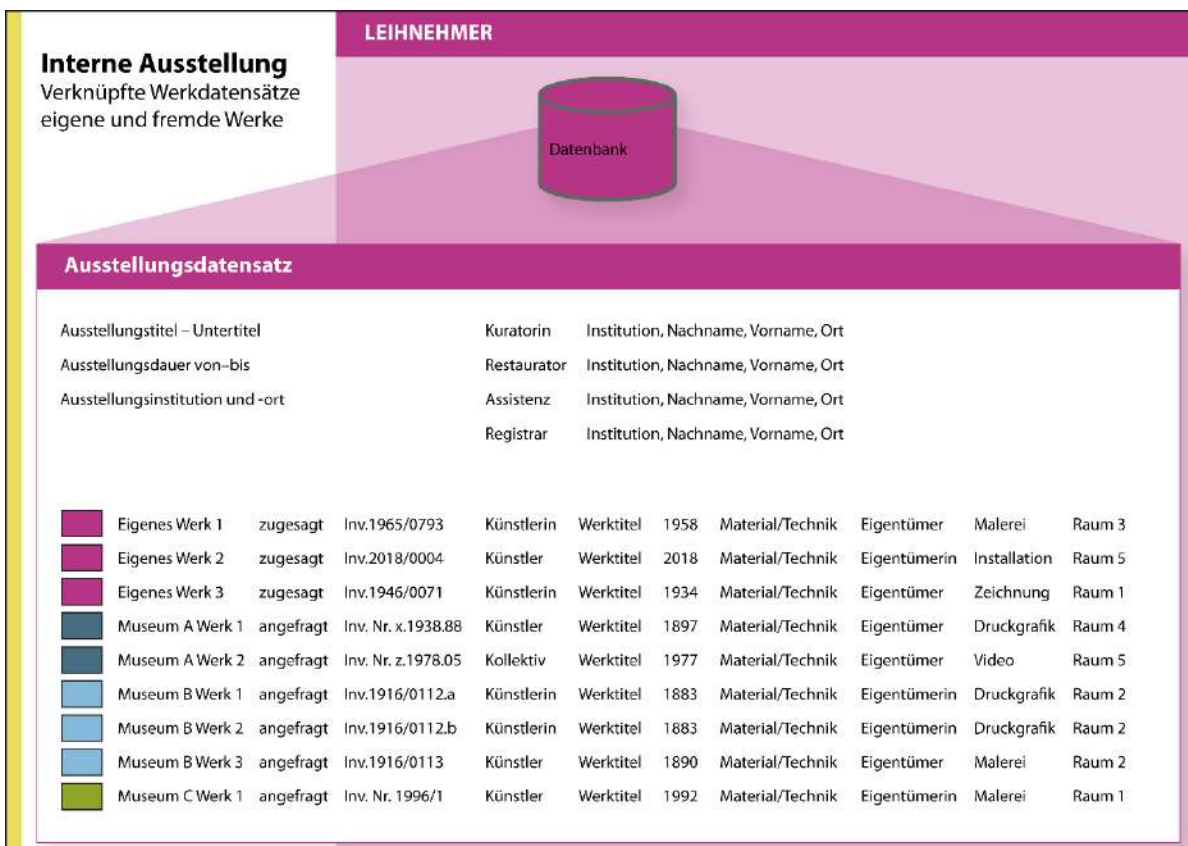 LEIHNEHMER
Interne Ausstellung
Verknüpfte Werkdatensätze
eigene und fremde Werke
Datenbank
Ausstellungsdatensatz
Ausstellungstitel – Untertitel Kuratorin Institution, Nachname, Vorname, Ort
Ausstellungsdauer von–bis Restaurator Institution, Nachname, Vorname, Ort
Ausstellungsinstitution und -ort Assistenz Institution, Nachname, Vorname, Ort
Registrar Institution, Nachname, Vorname, Ort
Eigenes Werk 1 zugesagt Inv.1965/0793 Künstlerin Werktitel 1958 Material/Technik Eigentümer Malerei Raum 3
Eigenes Werk 2 zugesagt Inv.2018/0004 Künstler Werktitel 2018 Material/Technik Eigentümerin Installation Raum 5
Eigenes Werk 3 zugesagt Inv.1946/0071 Künstlerin Werktitel 1934 Material/Technik Eigentümer Zeichnung Raum 1
Museum A Werk 1 angefragt Inv. Nr. x.1938.88 Künstler Werktitel 1897 Material/Technik Eigentümer Druckgrafik Raum 4
Museum A Werk 2 angefragt Inv. Nr. z.1978.05 Kollektiv Werktitel 1977 Material/Technik Eigentümer Video Raum 5
Museum B Werk 1 angefragt Inv.1916/0112.a Künstlerin Werktitel 1883 Material/Technik Eigentümerin Druckgrafik Raum 2
Museum B Werk 2 angefragt Inv.1916/0112.b Künstlerin Werktitel 1883 Material/Technik Eigentümerin Druckgrafik Raum 2
Museum B Werk 3 angefragt Inv.1916/0113 Künstler Werktitel 1890 Material/Technik Eigentümer Malerei Raum 2
Museum C Werk 1 angefragt Inv. Nr. 1996/1 Künstler Werktitel 1992 Material/Technik Eigentümerin Malerei Raum 1